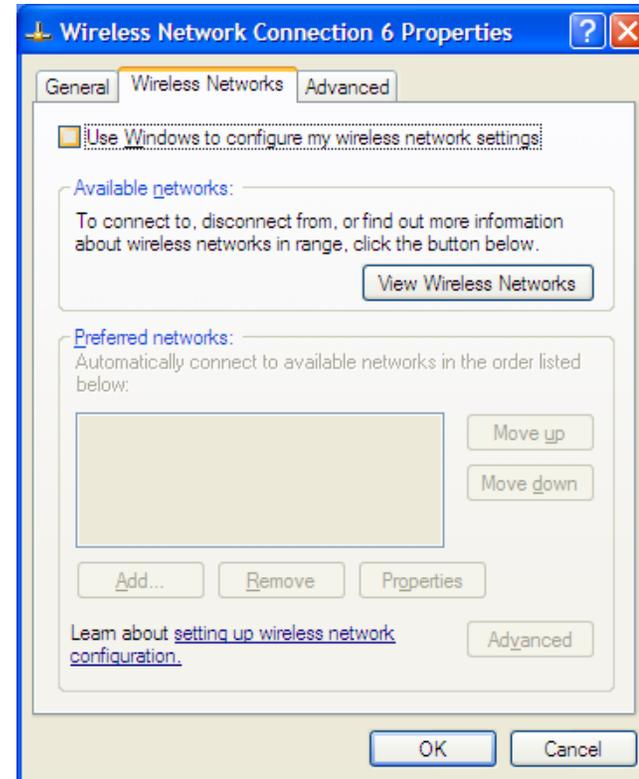 Wireless Network Connection 6 Properties
General Wireless Networks Advanced
Use Windows to configure my wireless network settings
Available networks:
To connect to, disconnect from, or find out more information
about wireless networks in range, click the button below.
View Wireless Networks
Preferred networks:
Automatically connect to available networks in the order listed
below:
Move up
Move down
Add... Remove Properties
Learn about setting up wireless network
configuration.
Advanced
OK Cancel